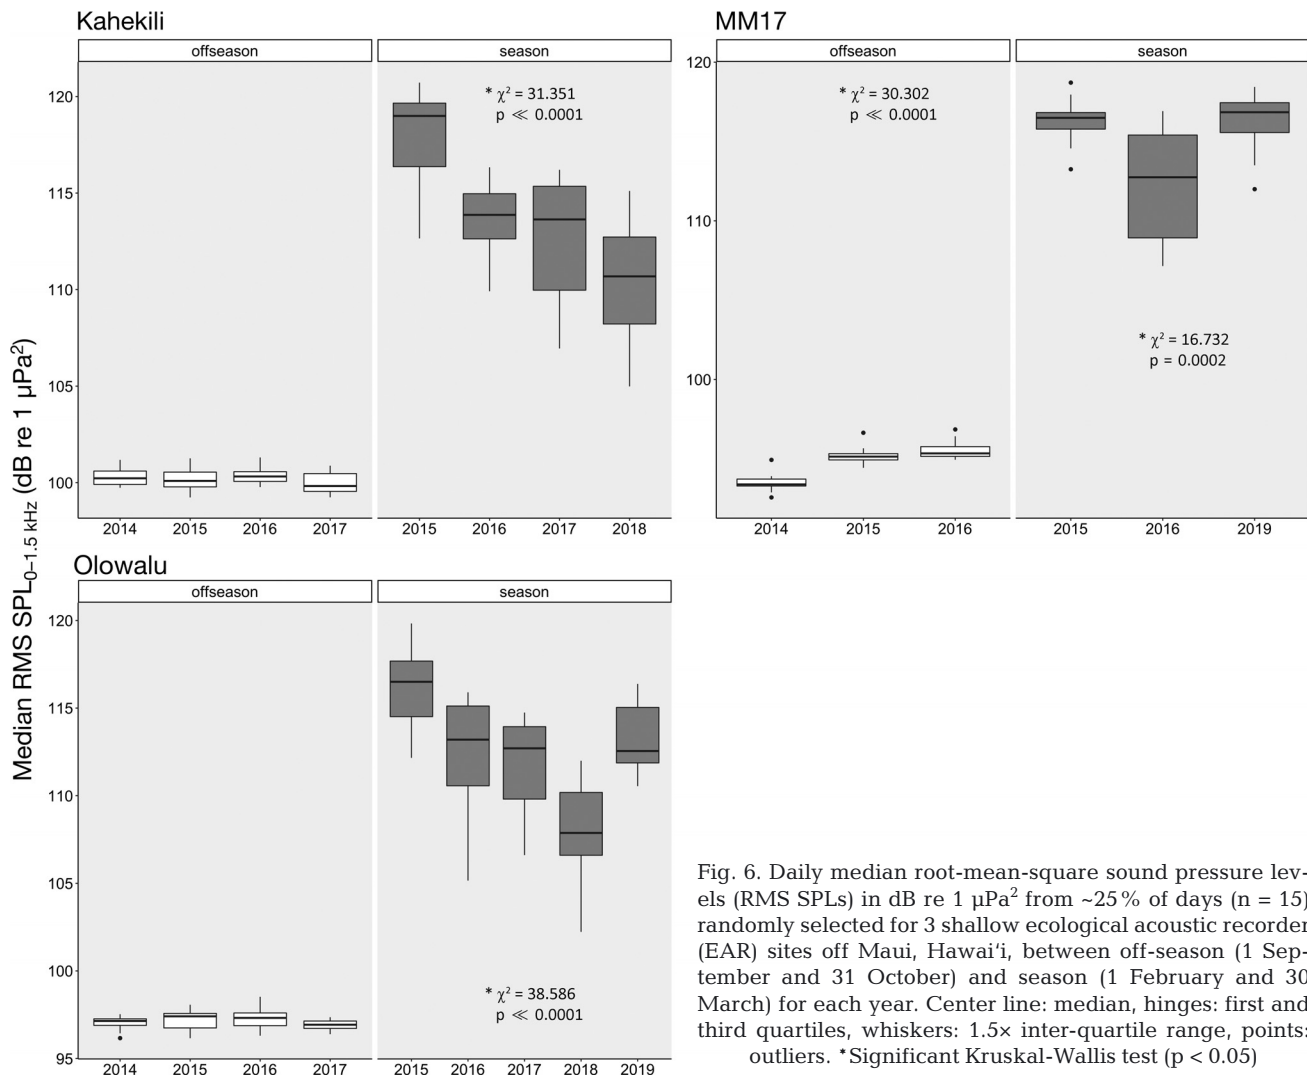 Kahekili
offseason
season
120
115
110
105
100
* χ² = 31.351
p ≪ 0.0001
2014 2015 2016 2017
2015 2016 2017 2018
MM17
offseason
season
120
110
100
* χ² = 30.302
p ≪ 0.0001
* χ² = 16.732
p = 0.0002
2014 2015 2016
2015 2016 2019
Median RMS SPL0–1.5 kHz (dB re 1 µPa²)
Olowalu
offseason
season
120
115
110
105
100
95
* χ² = 38.586
p ≪ 0.0001
2014 2015 2016 2017
2015 2016 2017 2018 2019
Fig. 6. Daily median root-mean-square sound pressure lev-
els (RMS SPLs) in dB re 1 µPa² from ~25% of days (n = 15)
randomly selected for 3 shallow ecological acoustic recorder
(EAR) sites off Maui, Hawai‘i, between off-season (1 Sep-
tember and 31 October) and season (1 February and 30
March) for each year. Center line: median, hinges: first and
third quartiles, whiskers: 1.5× inter-quartile range, points:
outliers. *Significant Kruskal-Wallis test (p < 0.05)